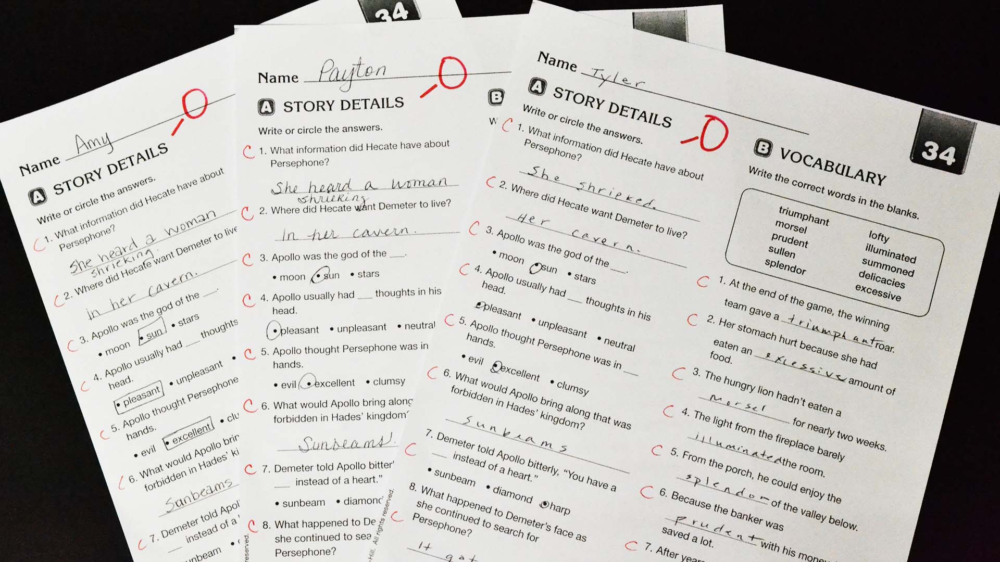 34
Name Amy
-0
A STORY DETAILS
Write or circle the answers.
C 1. What information did Hecate have about
Persephone?
She heard a woman
shrieking.
C 2. Where did Hecate want Demeter to live
In her cavern.
C 3. Apollo was the god of the ___.
• moon • sun • stars
C 4. Apollo usually had ___ thoughts
head.
• pleasant • unpleasant •
C 5. Apollo thought Persephone
hands.
• evil • excellent • clu
C 6. What would Apollo brin
forbidden in Hades' ki
Sunbeams
C 7. Demeter told Apol
___ instead of a
unbeam •
reserved.
Name Payton
-0
A STORY DETAILS
Write or circle the answers.
C 1. What information did Hecate have about
Persephone?
She heard a woman
shrieking
C 2. Where did Hecate want Demeter to live?
In her cavern.
C 3. Apollo was the god of the ___.
• moon • sun • stars
C 4. Apollo usually had ___ thoughts in his
head.
• pleasant • unpleasant • neutral
C 5. Apollo thought Persephone was in
hands.
• evil • excellent • clumsy
C 6. What would Apollo bring along
forbidden in Hades' kingdom?
Sunbeams.
C 7. Demeter told Apollo bitter
___ instead of a heart."
• sunbeam • diamond
C 8. What happened to De
she continued to sea
Persephone?
B
W
-Hill. All rights reserved.
Name Tyler
-0
A STORY DETAILS
Write or circle the answers.
C 1. What information did Hecate have about
Persephone?
She shrieked.
C 2. Where did Hecate want Demeter to live?
Her cavern.
C 3. Apollo was the god of the ___.
• moon • sun • stars
C 4. Apollo usually had ___ thoughts in his
head.
• pleasant • unpleasant • neutral
C 5. Apollo thought Persephone was in ___
hands.
• evil • excellent • clumsy
C 6. What would Apollo bring along that was
forbidden in Hades' kingdom?
sunbeams
C 7. Demeter told Apollo bitterly, "You have a
___ instead of a heart."
• sunbeam • diamond • harp
C 8. What happened to Demeter's face as
she continued to search for
Persephone?
It got
34
B VOCABULARY
Write the correct words in the blanks.
triumphant
morsel
prudent
sullen
splendor
lofty
illuminated
summoned
delicacies
excessive
C 1. At the end of the game, the winning
team gave a triumphant roar.
C 2. Her stomach hurt because she had
eaten an excessive amount of
food.
C 3. The hungry lion hadn't eaten a
morsel for nearly two weeks.
C 4. The light from the fireplace barely
illuminated the room.
C 5. From the porch, he could enjoy the
splendor of the valley below.
C 6. Because the banker was
prudent with his mone
saved a lot.
C 7. After year